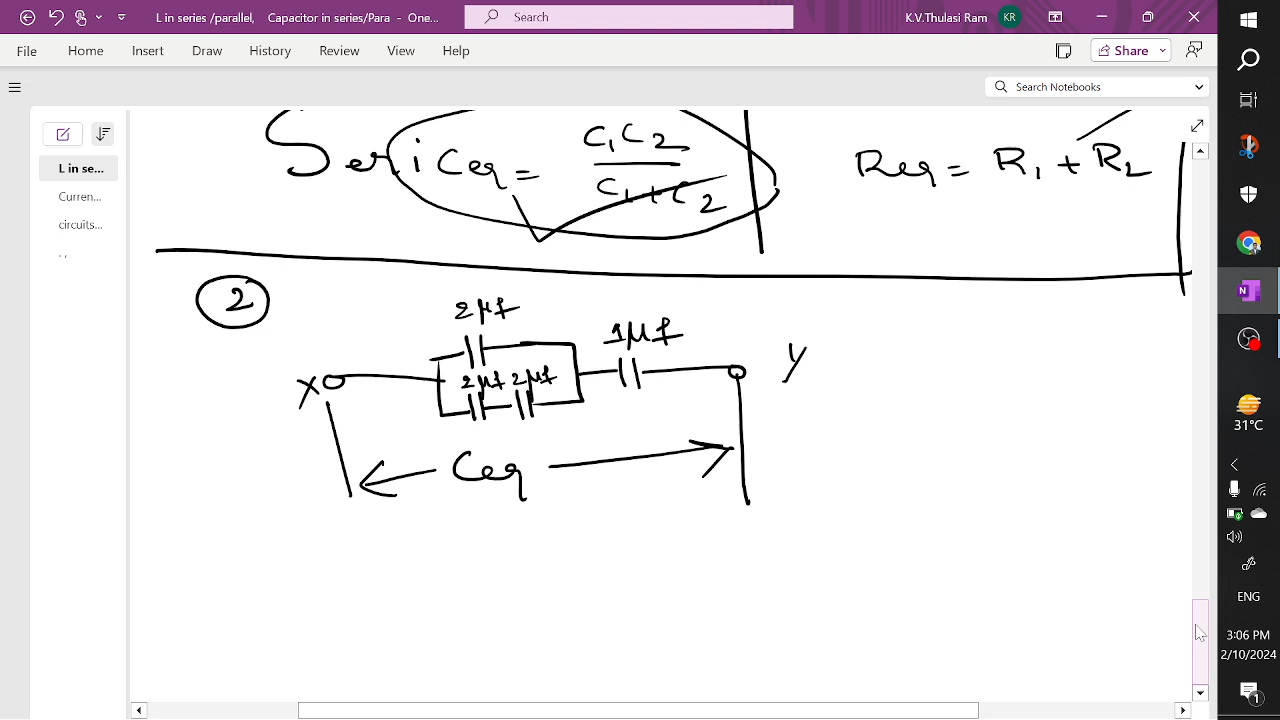 L in series /parallel, Capacitor in series/Para - One...
Search
K.V.Thulasi Ram
KR
File Home Insert Draw History Review View Help
Share
Search Notebooks
L in se...
Curren...
circuits...
. ,
Seri Ceq = C1C2 / C1+C2
Req = R1 + R2
2
2μf
1μf
X
2μf 2μf
Y
Ceq
31°C
ENG
3:06 PM
2/10/2024
1